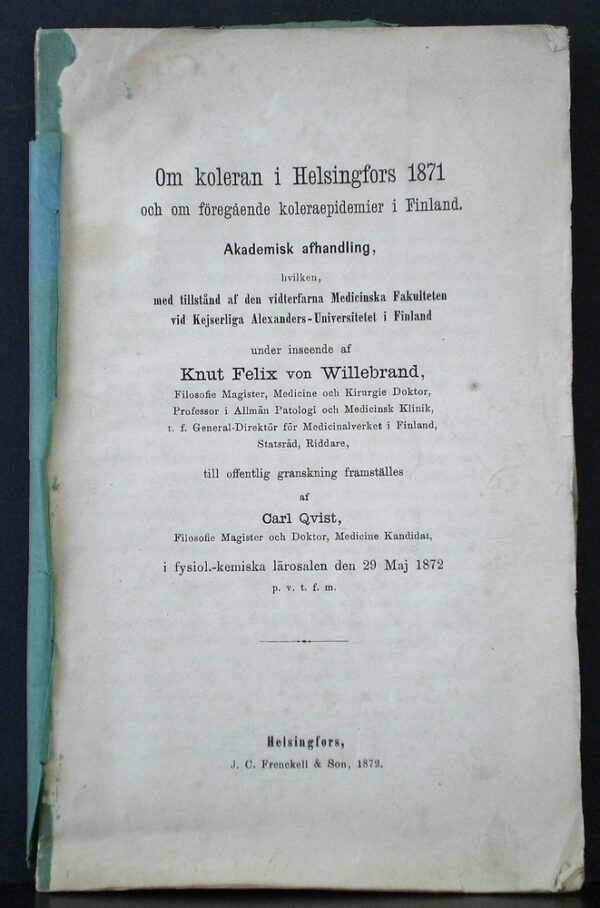 Om koleran i Helsingfors 1871
och om föregående koleraepidemier i Finland.
Akademisk afhandling,
hvilken,
med tillstånd af den vidterfarna Medicinska Fakulteten
vid Kejserliga Alexanders-Universitetet i Finland
under inseende af
Knut Felix von Willebrand,
Filosofie Magister, Medicine och Kirurgie Doktor,
Professor i Allmän Patologi och Medicinsk Klinik,
t. f. General-Direktör för Medicinalverket i Finland,
Statsråd, Riddare,
till offentlig granskning framställes
af
Carl Qvist,
Filosofie Magister och Doktor, Medicine Kandidat,
i fysiol.-kemiska lärosalen den 29 Maj 1872
p. v. t. f. m.
Helsingfors,
J. C. Frenckell & Son, 1872.